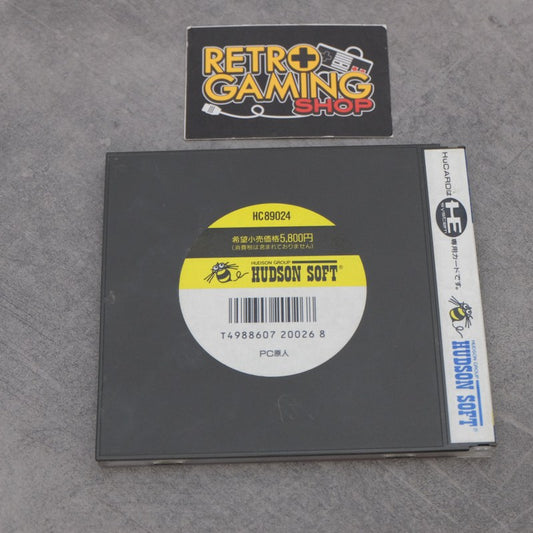 RETRO
GAMING
SHOP
HC89024
希望小売価格5,800円
(消費税は含まれておりません)
HUDSON GROUP
HUDSON SOFT®
T4988607 20026 8
PC原人
HuCARDは
HE
SYSTEM
専用カードです。
HUDSON GROUP
HUDSON SOFT®